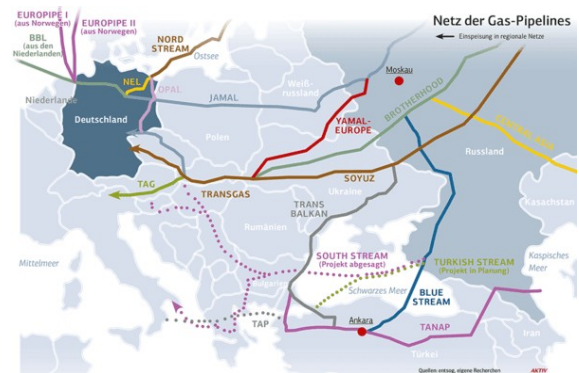 EUROPIPE I
(aus Norwegen)
EUROPIPE II
(aus Norwegen)
Netz der Gas-Pipelines
Einspeisung in regionale Netze
BBL
(aus den
Niederlanden)
NORD
STREAM
Ostsee
Moskau
NEL
OPAL
Weiß-
russland
Niederlande
JAMAL
BROTHERHOOD
Deutschland
YAMAL-
EUROPE
CENTRAL ASIA
Polen
Russland
TAG
TRANSGAS
SOYUZ
Ukraine
Kasachstan
TRANS
BALKAN
Rumänien
Mittelmeer
SOUTH STREAM
(Projekt abgesagt)
TURKISH STREAM
(Projekt in Planung)
Kaspisches
Meer
Bulgarien
Schwarzes Meer
BLUE
STREAM
TAP
Ankara
TANAP
Türkei
Iran
Quellen: entsog, eigene Recherchen
AKTIV